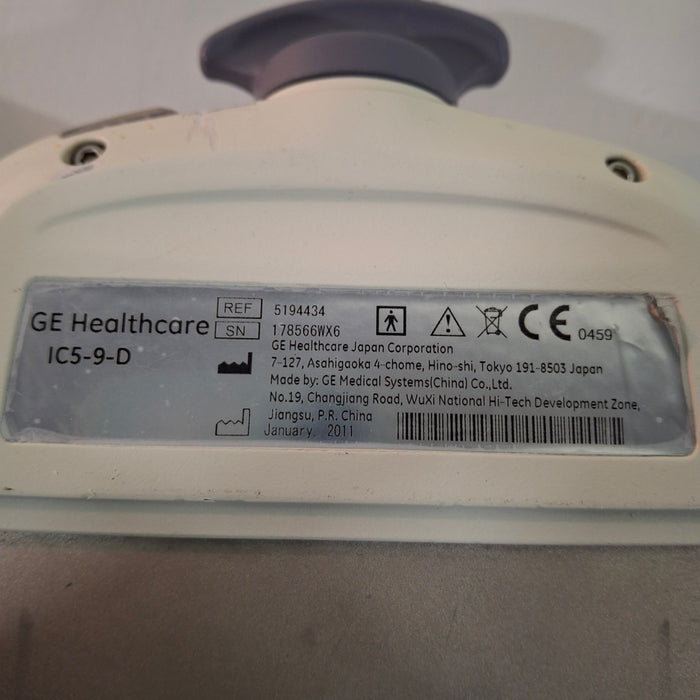 GE Healthcare
IC5-9-D
REF 5194434
SN 178566WX6
CE 0459
GE Healthcare Japan Corporation
7-127, Asahigaoka 4-chome, Hino-shi, Tokyo 191-8503 Japan
Made by: GE Medical Systems(China) Co.,Ltd.
No.19, Changjiang Road, WuXi National Hi-Tech Development Zone,
Jiangsu, P.R. China
January, 2011